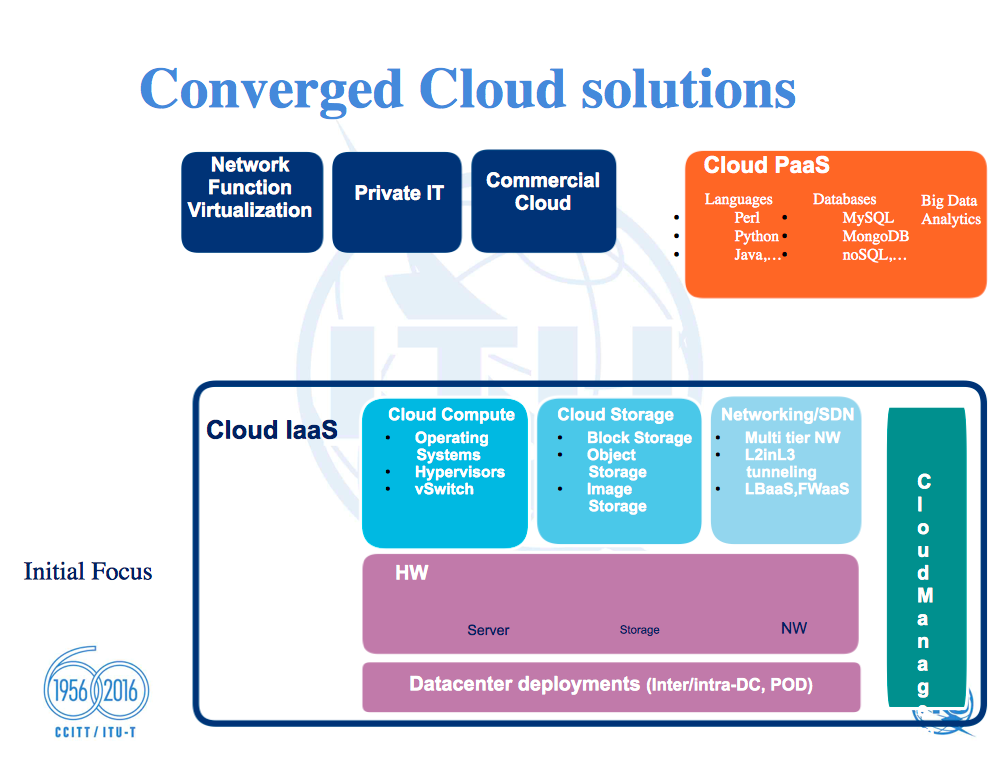 Converged Cloud solutions
Network
Function
Virtualization
Private IT
Commercial
Cloud
Cloud PaaS
Languages
• Perl
• Python
• Java,...
Databases
• MySQL
• MongoDB
• noSQL,...
Big Data
Analytics
Cloud IaaS
Cloud Compute
• Operating
Systems
• Hypervisors
• vSwitch
Cloud Storage
• Block Storage
• Object
Storage
• Image
Storage
Networking/SDN
• Multi tier NW
• L2inL3
tunneling
• LBaaS,FWaaS
CloudManag
Initial Focus
HW
Server
Storage
NW
Datacenter deployments (Inter/intra-DC, POD)
ITU
60
1956 2016
CCITT / ITU-T